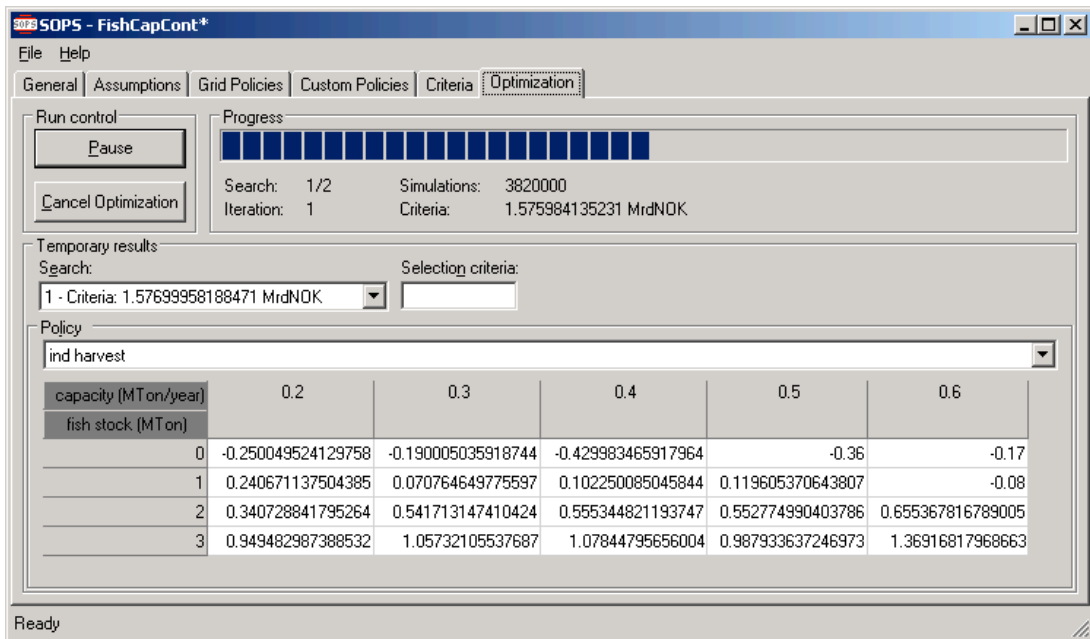 SOPS SOPS - FishCapCont*
File Help
General Assumptions Grid Policies Custom Policies Criteria Optimization
Run control Progress
Pause
Cancel Optimization
Search: 1/2 Simulations: 3820000
Iteration: 1 Criteria: 1.575984135231 MrdNOK
Temporary results
Search: Selection criteria:
1 - Criteria: 1.57699958188471 MrdNOK
Policy
ind harvest
capacity (MTon/year) 0.2 0.3 0.4 0.5 0.6
fish stock (MTon)
0 -0.250049524129758 -0.190005035918744 -0.429983465917964 -0.36 -0.17
1 0.240671137504385 0.070764649775597 0.102250085045844 0.119605370643807 -0.08
2 0.340728841795264 0.541713147410424 0.555344821193747 0.552774990403786 0.655367816789005
3 0.949482987388532 1.05732105537687 1.07844795656004 0.987933637246973 1.36916817968663
Ready